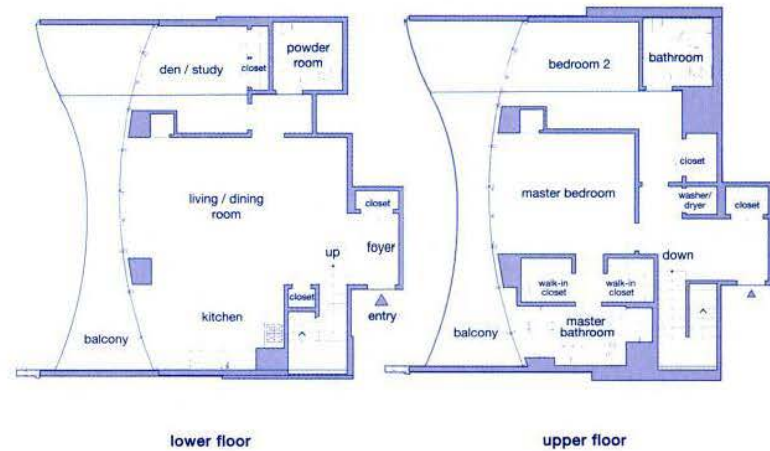 den / study
closet
powder
room
living / dining
room
closet
up
foyer
closet
kitchen
entry
balcony
lower floor
bedroom 2
bathroom
closet
master bedroom
washer/
dryer
closet
down
walk-in
closet
walk-in
closet
master
bathroom
balcony
upper floor